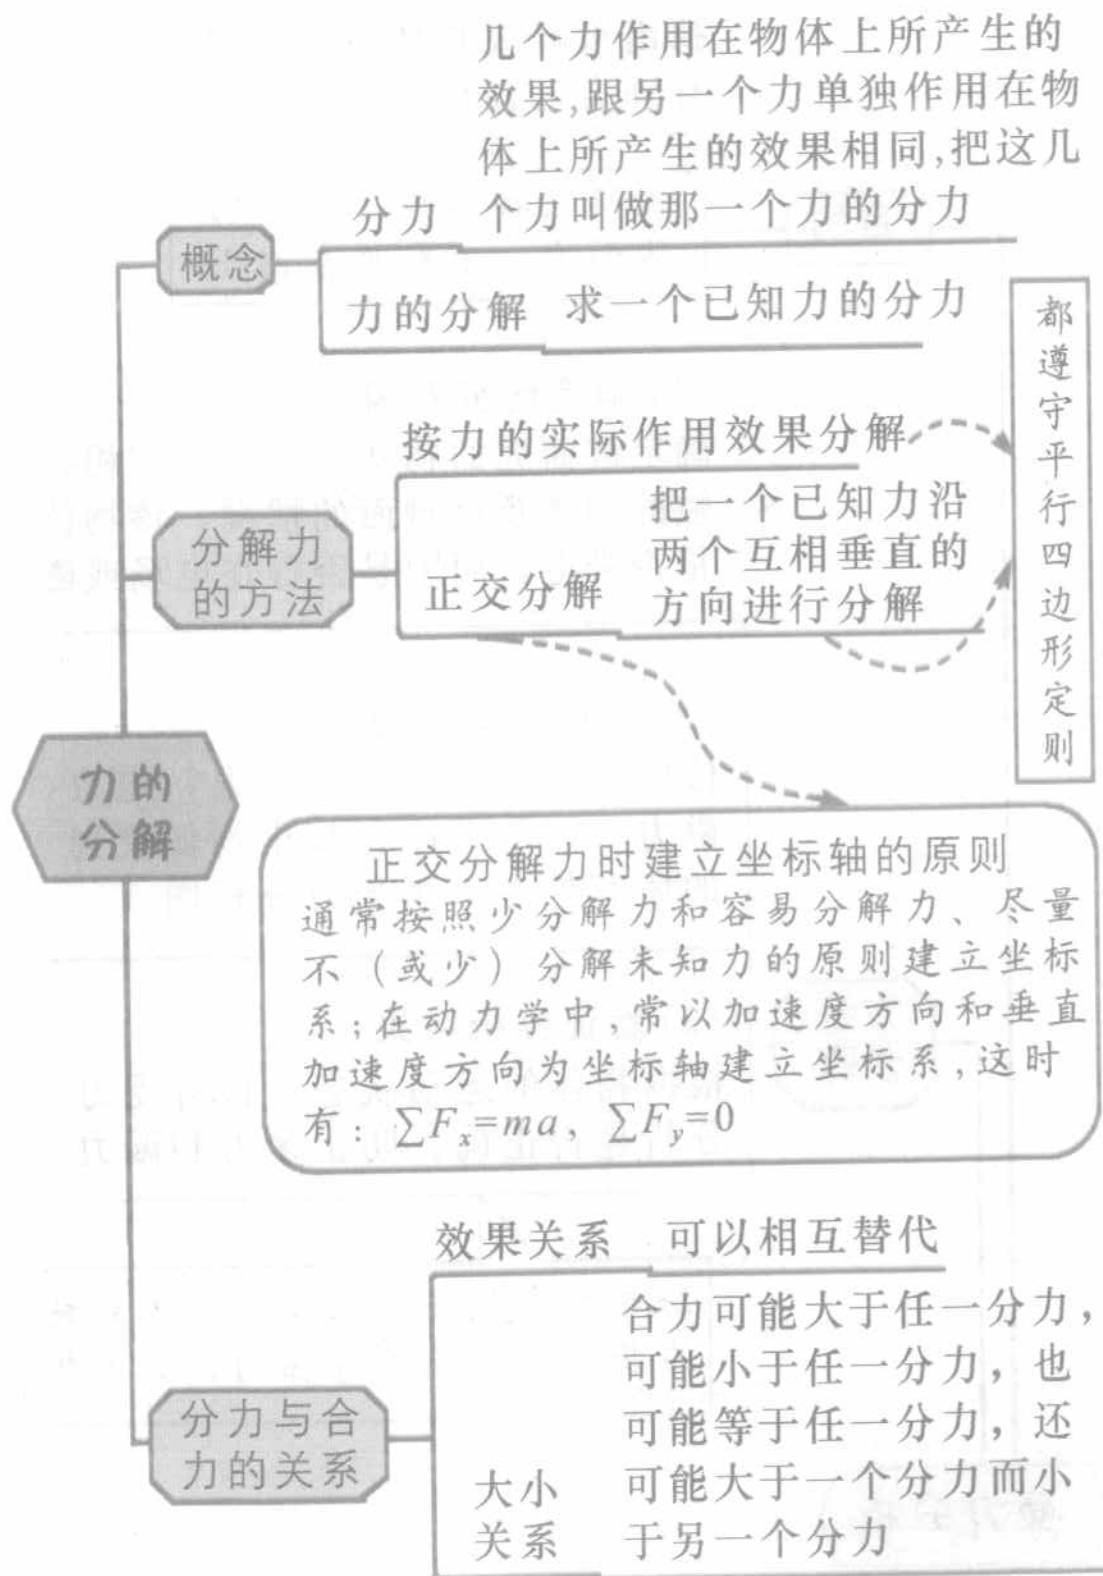 几个力作用在物体上所产生的
效果,跟另一个力单独作用在物
体上所产生的效果相同,把这几
分力 个力叫做那一个力的分力
概念
力的分解 求一个已知力的分力
都遵守平行四边形定则
按力的实际作用效果分解
分解力
的方法
正交分解
把一个已知力沿
两个互相垂直的
方向进行分解
力的
分解
正交分解力时建立坐标轴的原则
通常按照少分解力和容易分解力、尽量
不（或少）分解未知力的原则建立坐标
系;在动力学中,常以加速度方向和垂直
加速度方向为坐标轴建立坐标系,这时
有: ∑Fₓ=ma, ∑Fᵧ=0
效果关系 可以相互替代
分力与合
力的关系
大小
关系
合力可能大于任一分力,
可能小于任一分力,也
可能等于任一分力,还
可能大于一个分力而小
于另一个分力